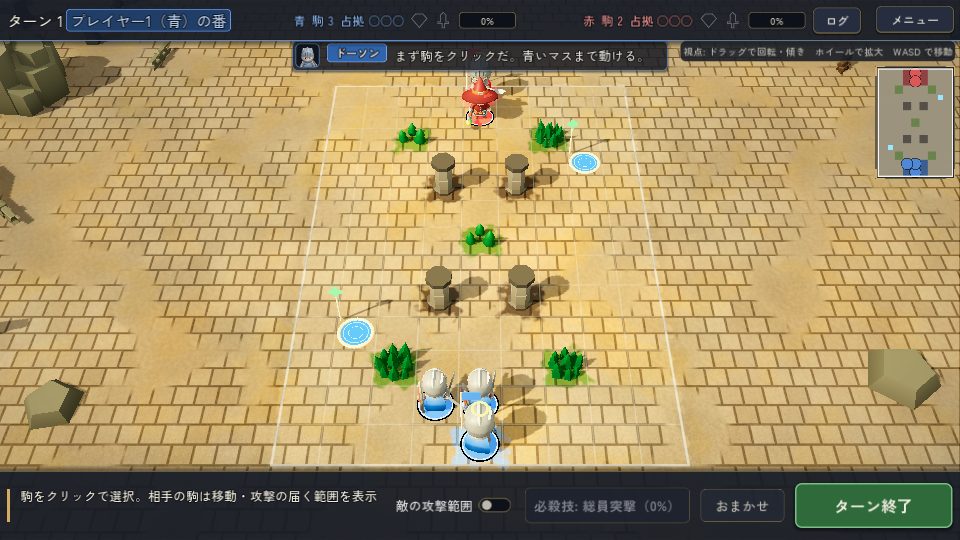 ターン 1 プレイヤー1（青）の番 青 駒 3 占拠 ○○○ 0% 赤 駒 2 占拠 ○○○ 0% ログ メニュー
ドーソン まず駒をクリックだ。青いマスまで動ける。
視点: ドラッグで回転・傾き ホイールで拡大 WASD で移動
駒をクリックで選択。相手の駒は移動・攻撃の届く範囲を表示
敵の攻撃範囲 必殺技: 総員突撃（0%） おまかせ ターン終了